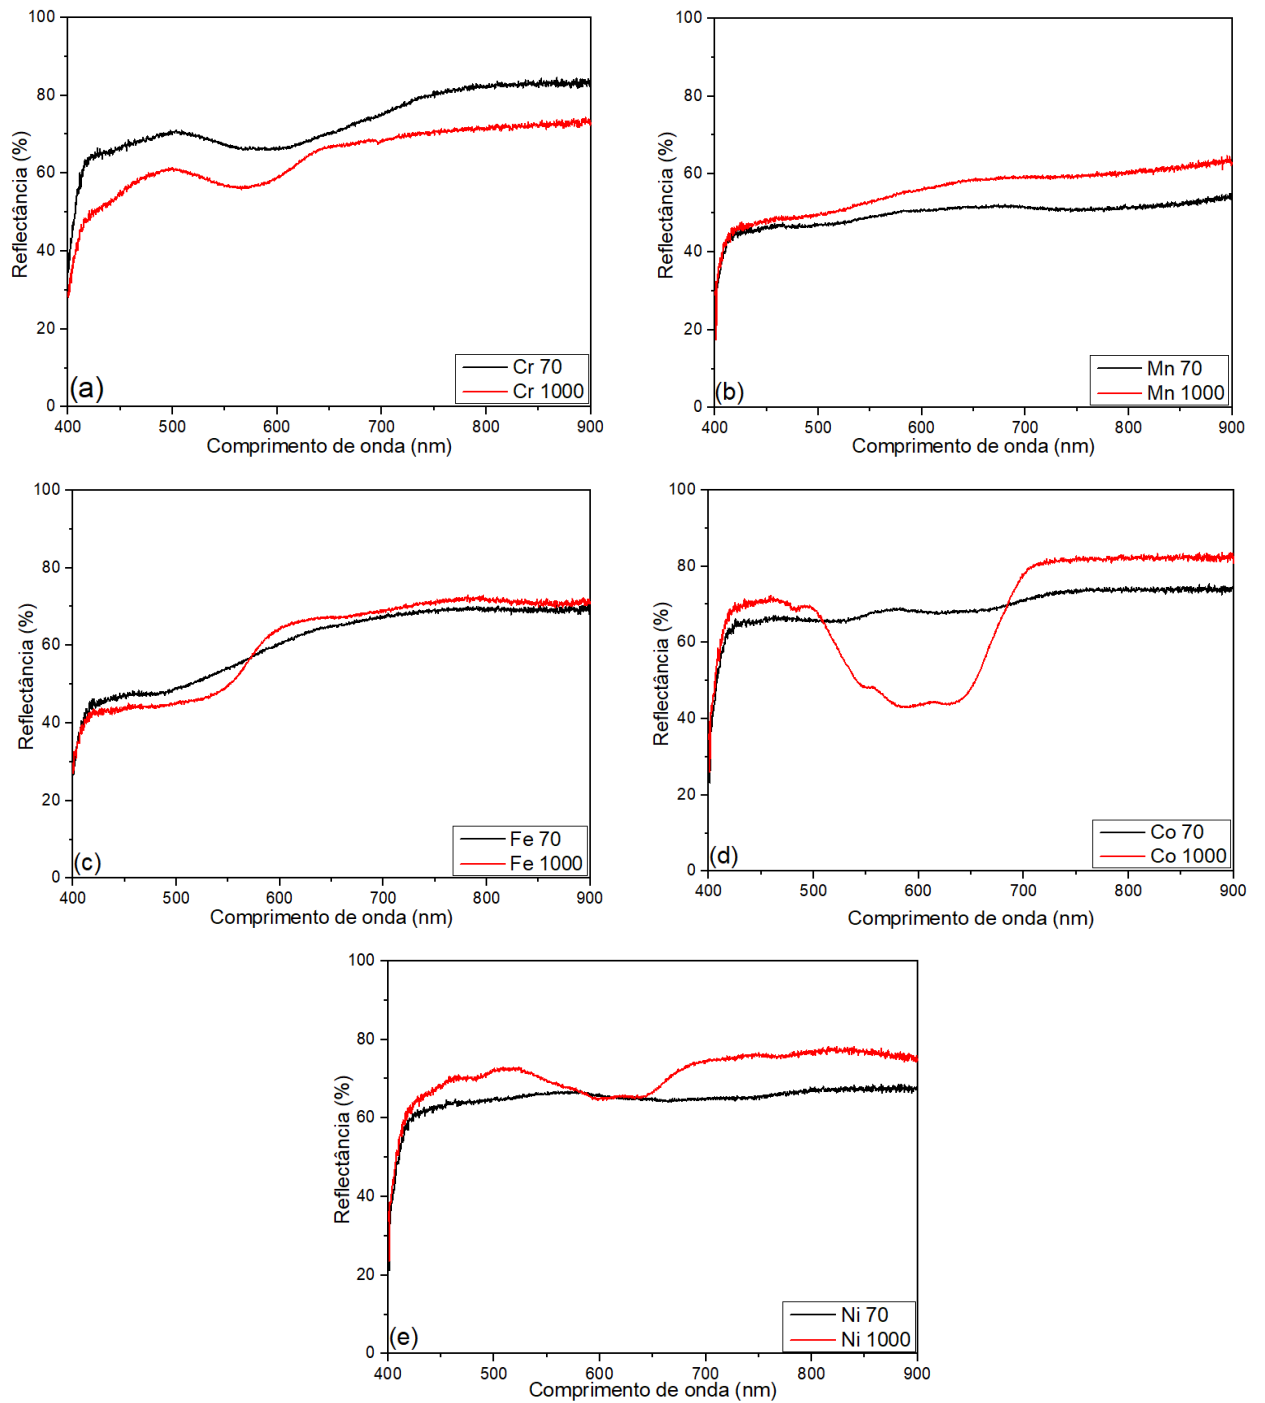 100
80
60
40
20
0
Reflectância (%)
(a)
Cr 70
Cr 1000
400 500 600 700 800 900
Comprimento de onda (nm)
100
80
60
40
20
0
Reflectância (%)
(b)
Mn 70
Mn 1000
400 500 600 700 800 900
Comprimento de onda (nm)
100
80
60
40
20
0
Reflectância (%)
(c)
Fe 70
Fe 1000
400 500 600 700 800 900
Comprimento de onda (nm)
100
80
60
40
20
0
Reflectância (%)
(d)
Co 70
Co 1000
400 500 600 700 800 900
Comprimento de onda (nm)
100
80
60
40
20
0
Reflectância (%)
(e)
Ni 70
Ni 1000
400 500 600 700 800 900
Comprimento de onda (nm)